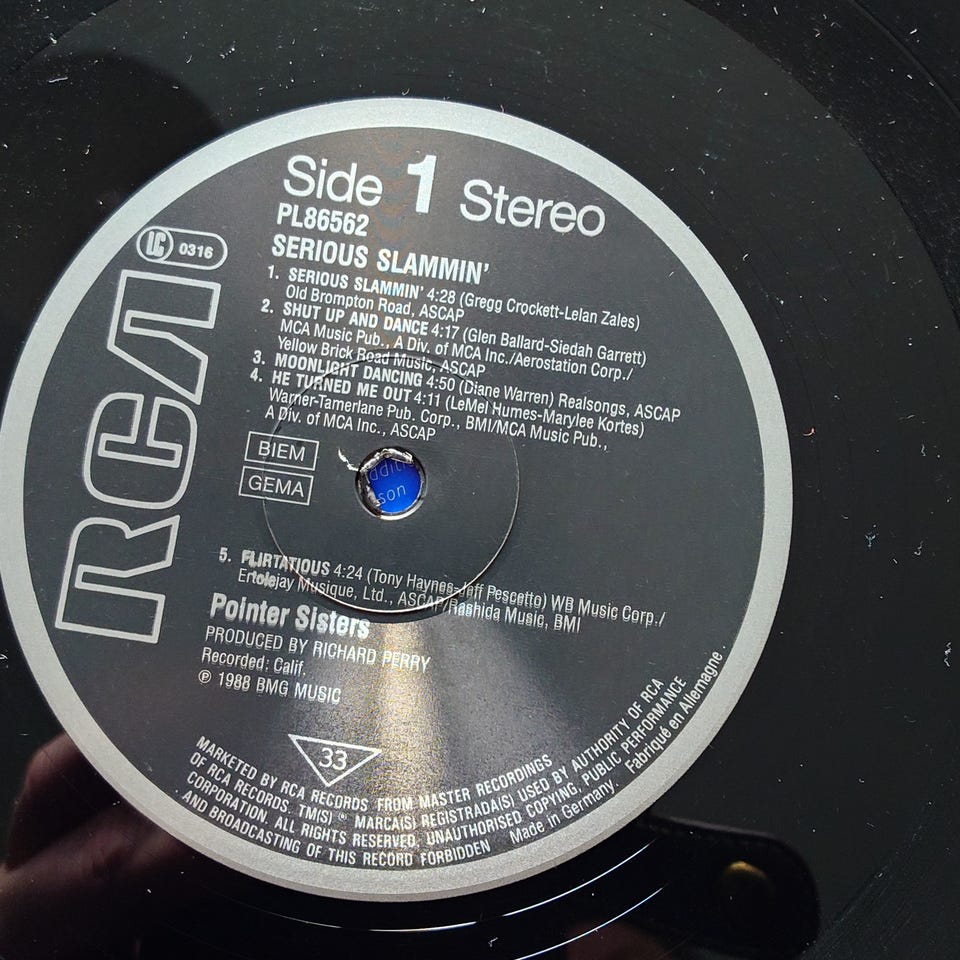 Side 1 Stereo
PL86562
SERIOUS SLAMMIN'
LC 0316
RCA
1. SERIOUS SLAMMIN' 4:28 (Gregg Crockett-Lelan Zales)
Old Brompton Road, ASCAP
2. SHUT UP AND DANCE 4:17 (Glen Ballard-Siedah Garrett)
MCA Music Pub., A Div. of MCA Inc./Aerostation Corp./
Yellow Brick Road Music, ASCAP
3. MOONLIGHT DANCING 4:50 (Diane Warren) Realsongs, ASCAP
4. HE TURNED ME OUT 4:11 (LeMel Humes-Marylee Kortes)
Warner-Tamerlane Pub. Corp., BMI/MCA Music Pub.,
A Div. of MCA Inc., ASCAP
BIEM
GEMA
5. FLIRTATIOUS 4:24 (Tony Haynes-Jeff Pescetto) WB Music Corp./
Ertolejay Musique, Ltd., ASCAP/Rashida Music, BMI
Pointer Sisters
PRODUCED BY RICHARD PERRY
Recorded: Calif.
℗ 1988 BMG MUSIC
33
MARKETED BY RCA RECORDS FROM MASTER RECORDINGS
OF RCA RECORDS. TM(S) ® MARCA(S) REGISTRADA(S) USED BY AUTHORITY OF RCA
CORPORATION. ALL RIGHTS RESERVED. UNAUTHORISED COPYING, PUBLIC PERFORMANCE
AND BROADCASTING OF THIS RECORD FORBIDDEN Made in Germany. Fabriqué en Allemagne.